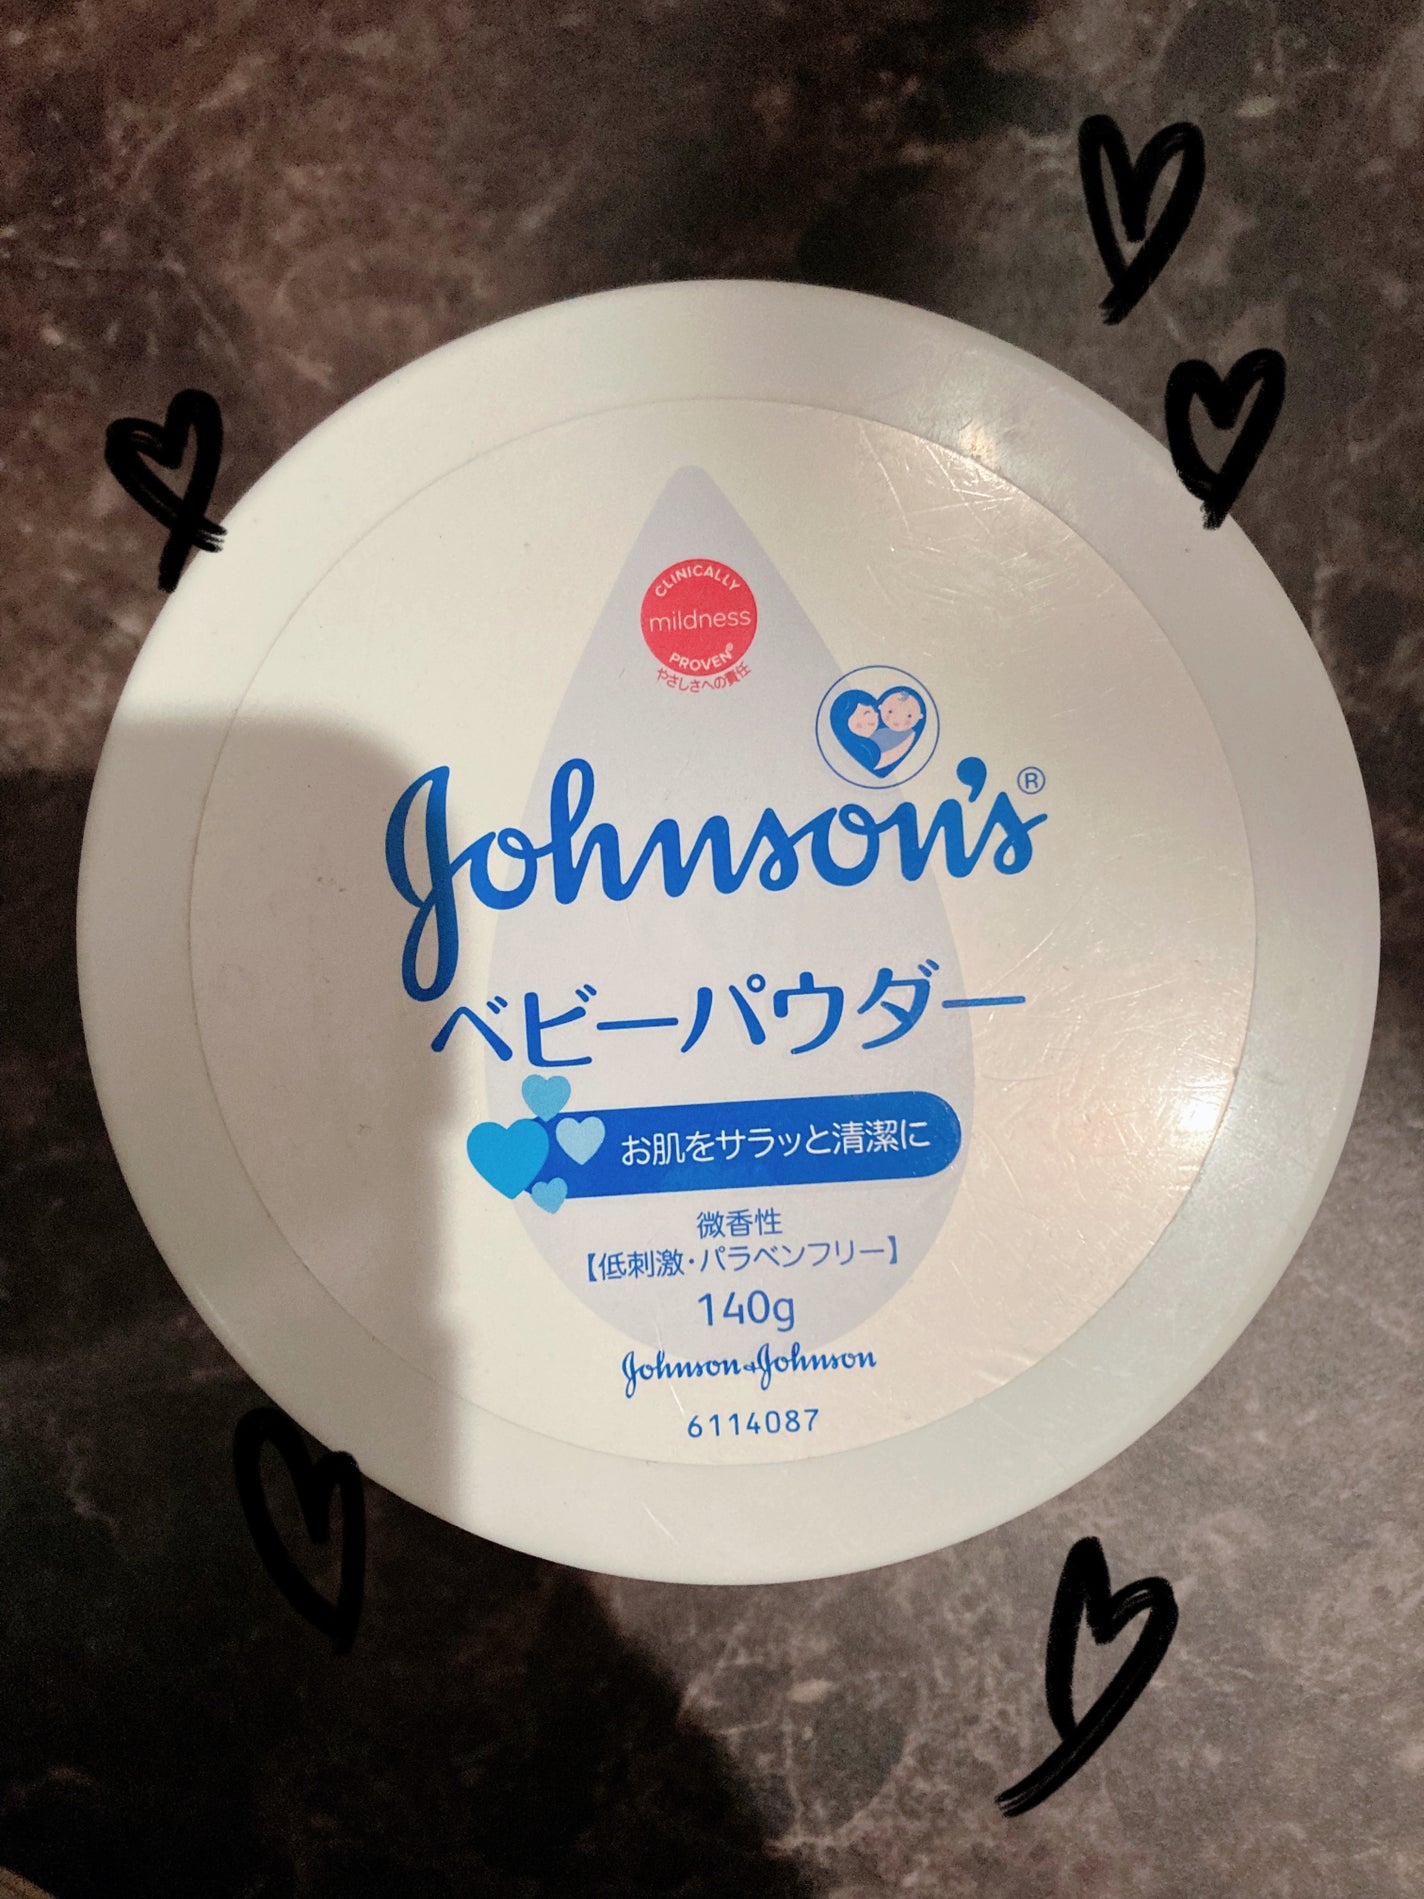 CLINICALLY
mildness
PROVEN®
やさしさへの責任
Johnson's®
ベビーパウダー
お肌をサラッと清潔に
微香性
【低刺激・パラベンフリー】
140g
Johnson&Johnson
6114087